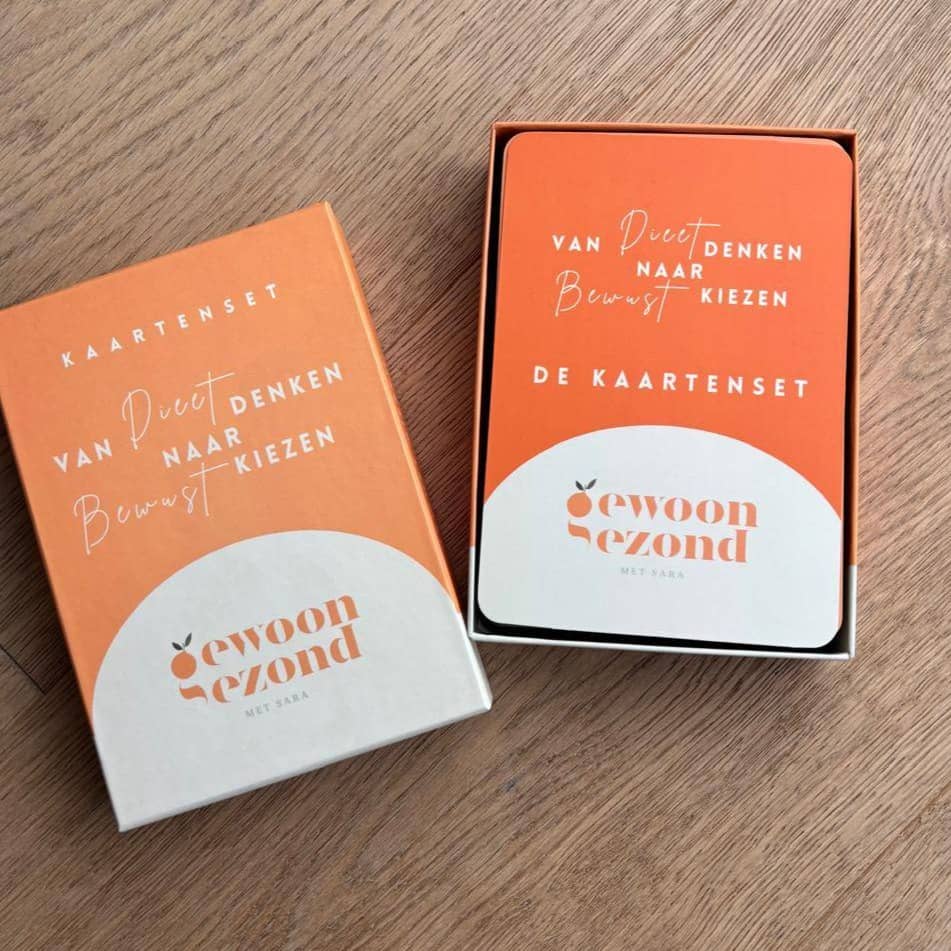 KAARTENSET
VAN Dieet DENKEN
NAAR
Bewust KIEZEN
gewoon
gezond
MET SARA
VAN Dieet DENKEN
NAAR
Bewust KIEZEN
DE KAARTENSET
gewoon
gezond
MET SARA